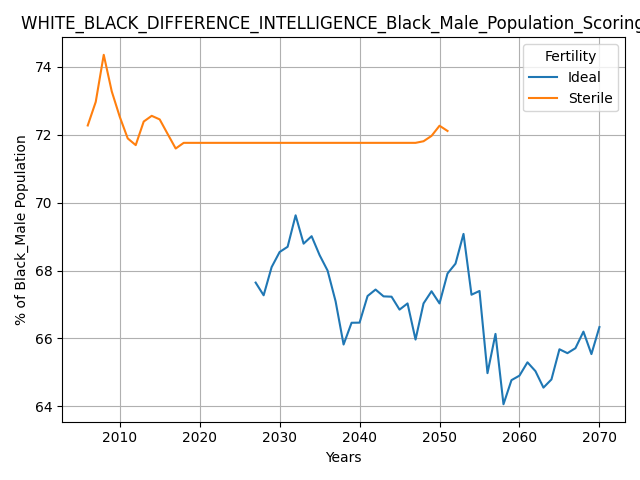 WHITE_BLACK_DIFFERENCE_INTELLIGENCE_Black_Male_Population_Scoring
Fertility
Ideal
Sterile
% of Black_Male Population
74
72
70
68
66
64
2010 2020 2030 2040 2050 2060 2070
Years